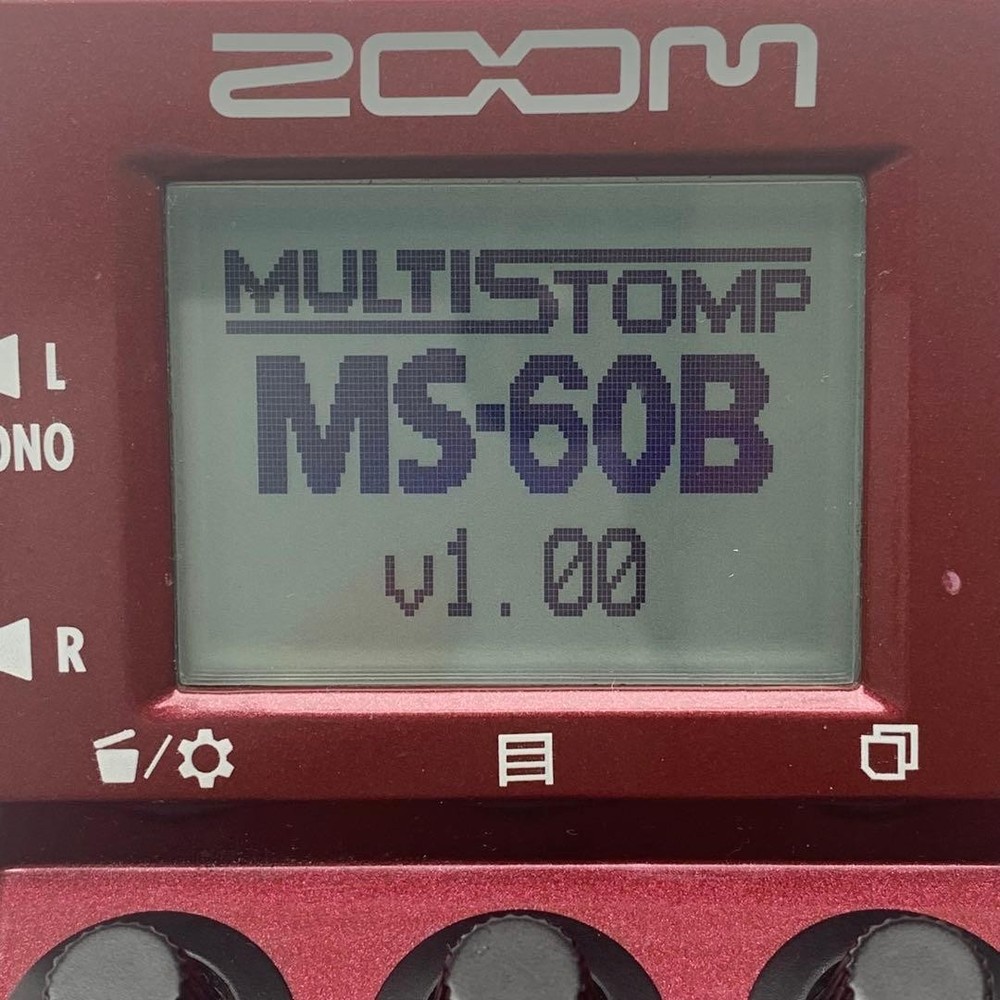 ZOOM
MULTISTOMP
MS-60B
v1.00
L
ONO
R